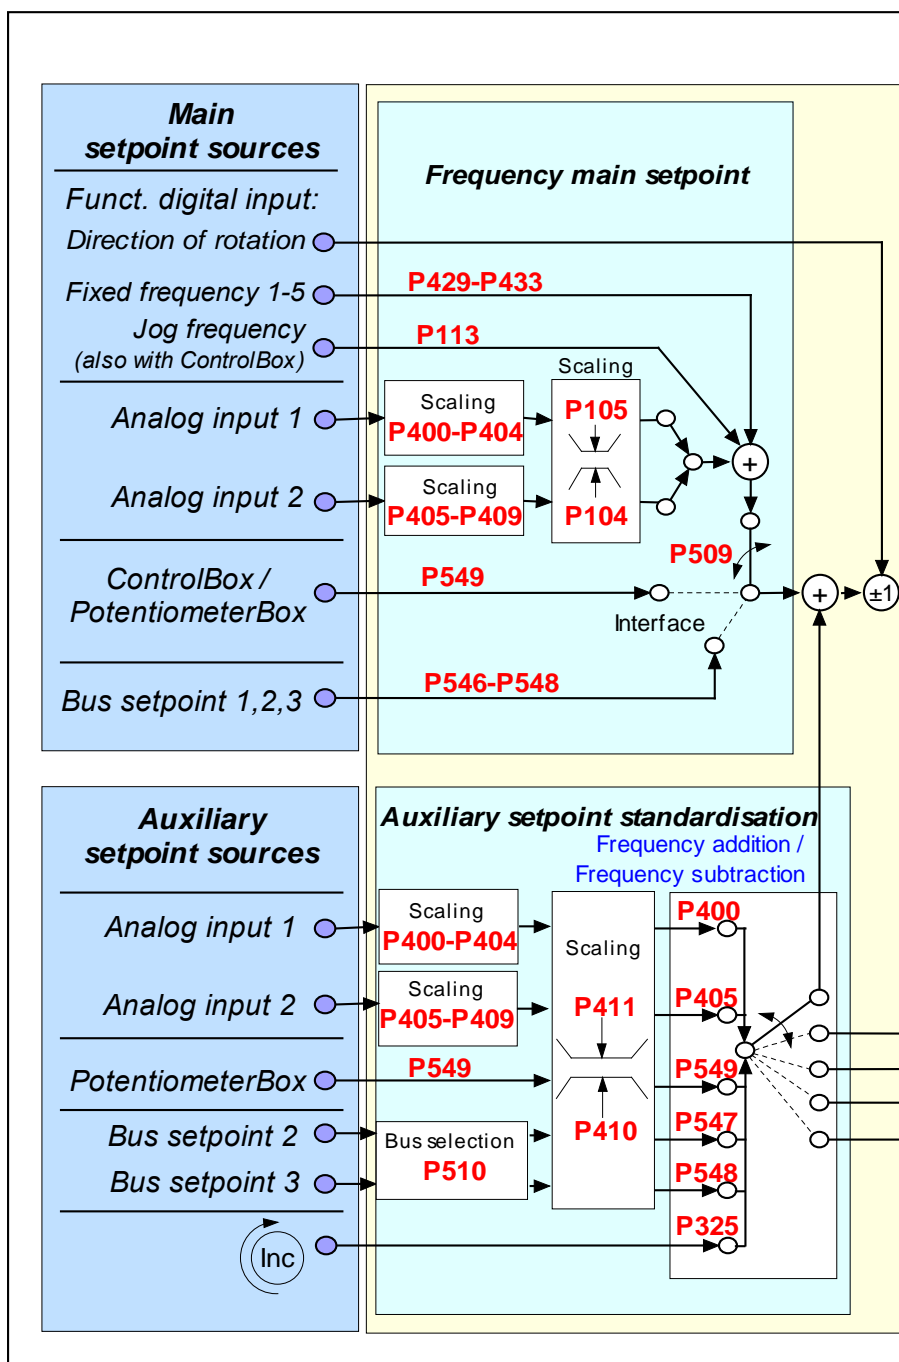 Main
setpoint sources
Funct. digital input:
Direction of rotation
Fixed frequency 1-5
Jog frequency
(also with ControlBox)
Analog input 1
Analog input 2
ControlBox /
PotentiometerBox
Bus setpoint 1,2,3
Frequency main setpoint
P429-P433
P113
Scaling
Scaling
P400-P404
P105
Scaling
P405-P409
P104
+
P509
P549
Interface
+
±1
P546-P548
Auxiliary
setpoint sources
Analog input 1
Analog input 2
PotentiometerBox
Bus setpoint 2
Bus setpoint 3
Inc
Auxiliary setpoint standardisation
Frequency addition /
Frequency subtraction
Scaling
P400-P404
Scaling
P405-P409
P549
Bus selection
P510
Scaling
P411
P410
P400
P405
P549
P547
P548
P325